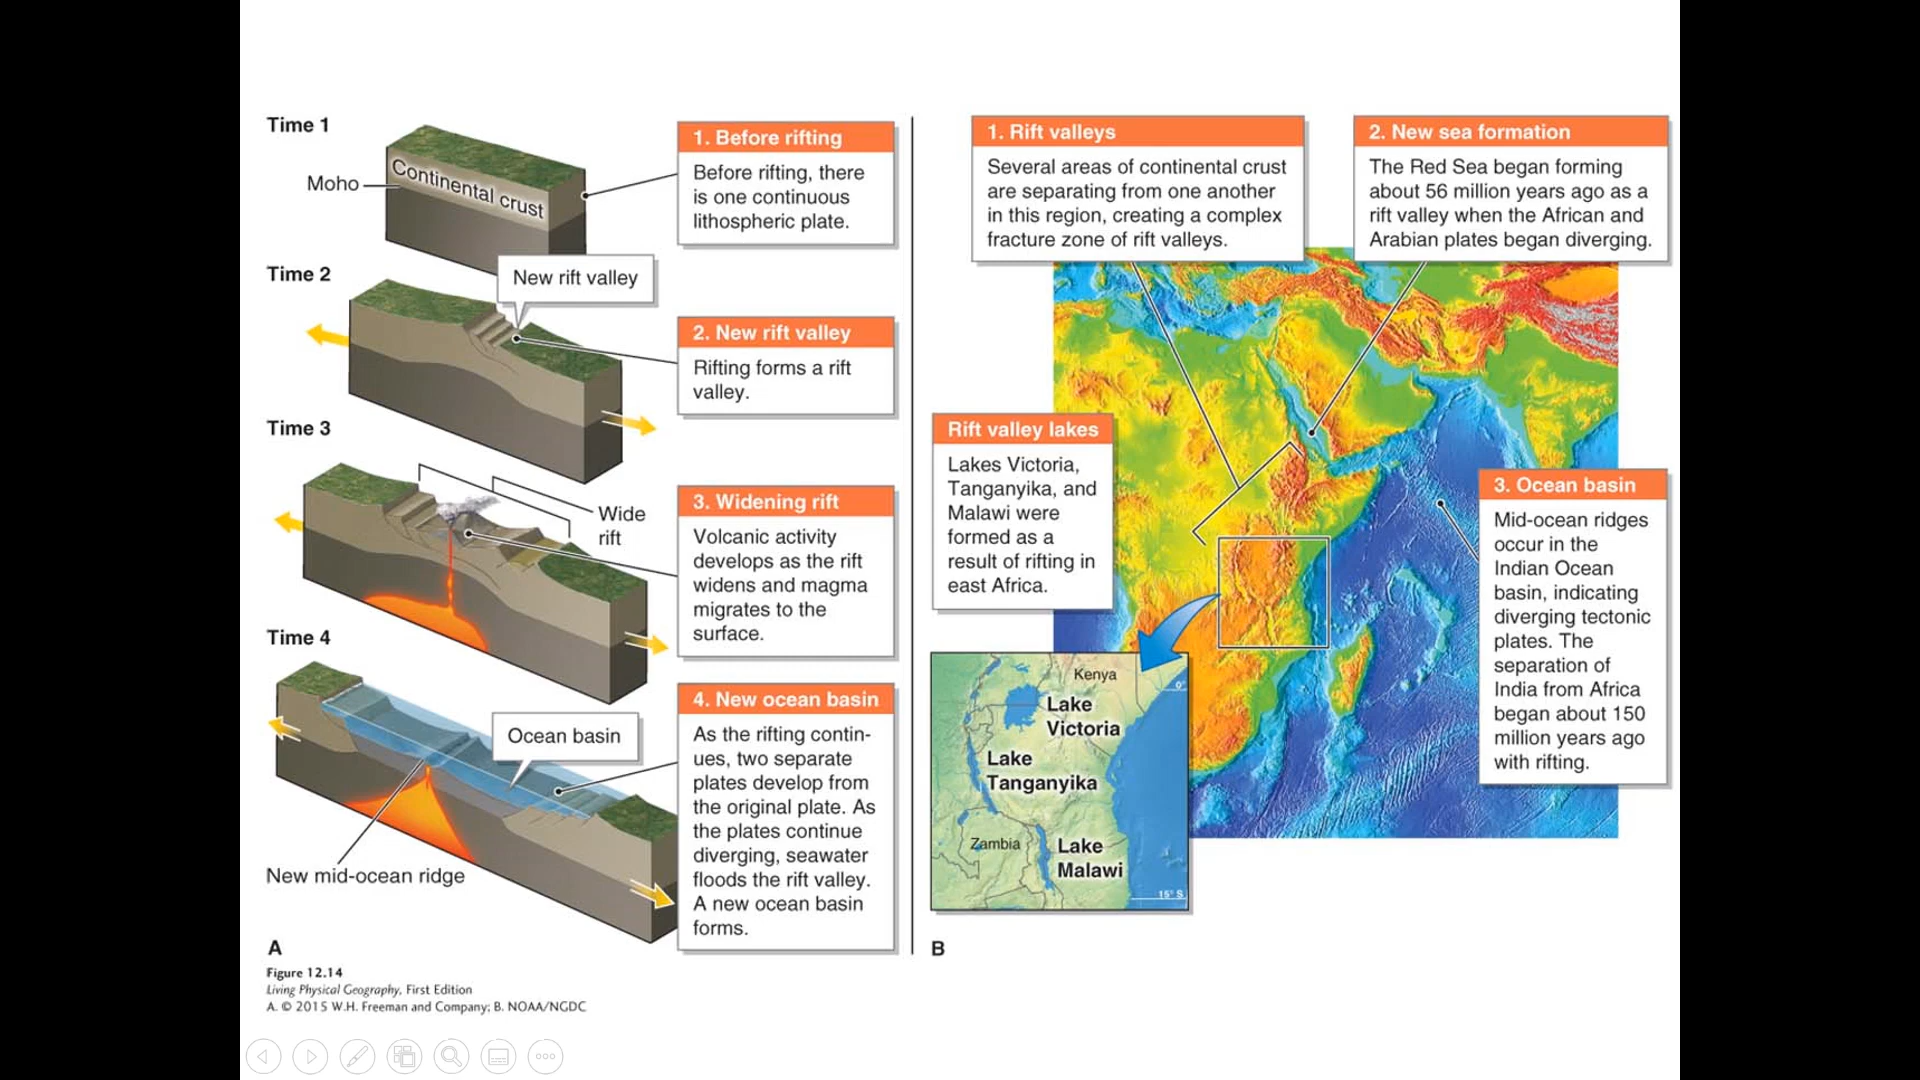 Time 1
Moho
Continental crust
1. Before rifting
Before rifting, there
is one continuous
lithospheric plate.
Time 2
New rift valley
2. New rift valley
Rifting forms a rift
valley.
Time 3
Wide
rift
3. Widening rift
Volcanic activity
develops as the rift
widens and magma
migrates to the
surface.
Time 4
Ocean basin
New mid-ocean ridge
4. New ocean basin
As the rifting contin-
ues, two separate
plates develop from
the original plate. As
the plates continue
diverging, seawater
floods the rift valley.
A new ocean basin
forms.
A
1. Rift valleys
Several areas of continental crust
are separating from one another
in this region, creating a complex
fracture zone of rift valleys.
2. New sea formation
The Red Sea began forming
about 56 million years ago as a
rift valley when the African and
Arabian plates began diverging.
Rift valley lakes
Lakes Victoria,
Tanganyika, and
Malawi were
formed as a
result of rifting in
east Africa.
3. Ocean basin
Mid-ocean ridges
occur in the
Indian Ocean
basin, indicating
diverging tectonic
plates. The
separation of
India from Africa
began about 150
million years ago
with rifting.
Kenya
0°
Lake
Victoria
Lake
Tanganyika
Zambia
Lake
Malawi
15° S
B
Figure 12.14
Living Physical Geography, First Edition
A. © 2015 W.H. Freeman and Company; B. NOAA/NGDC